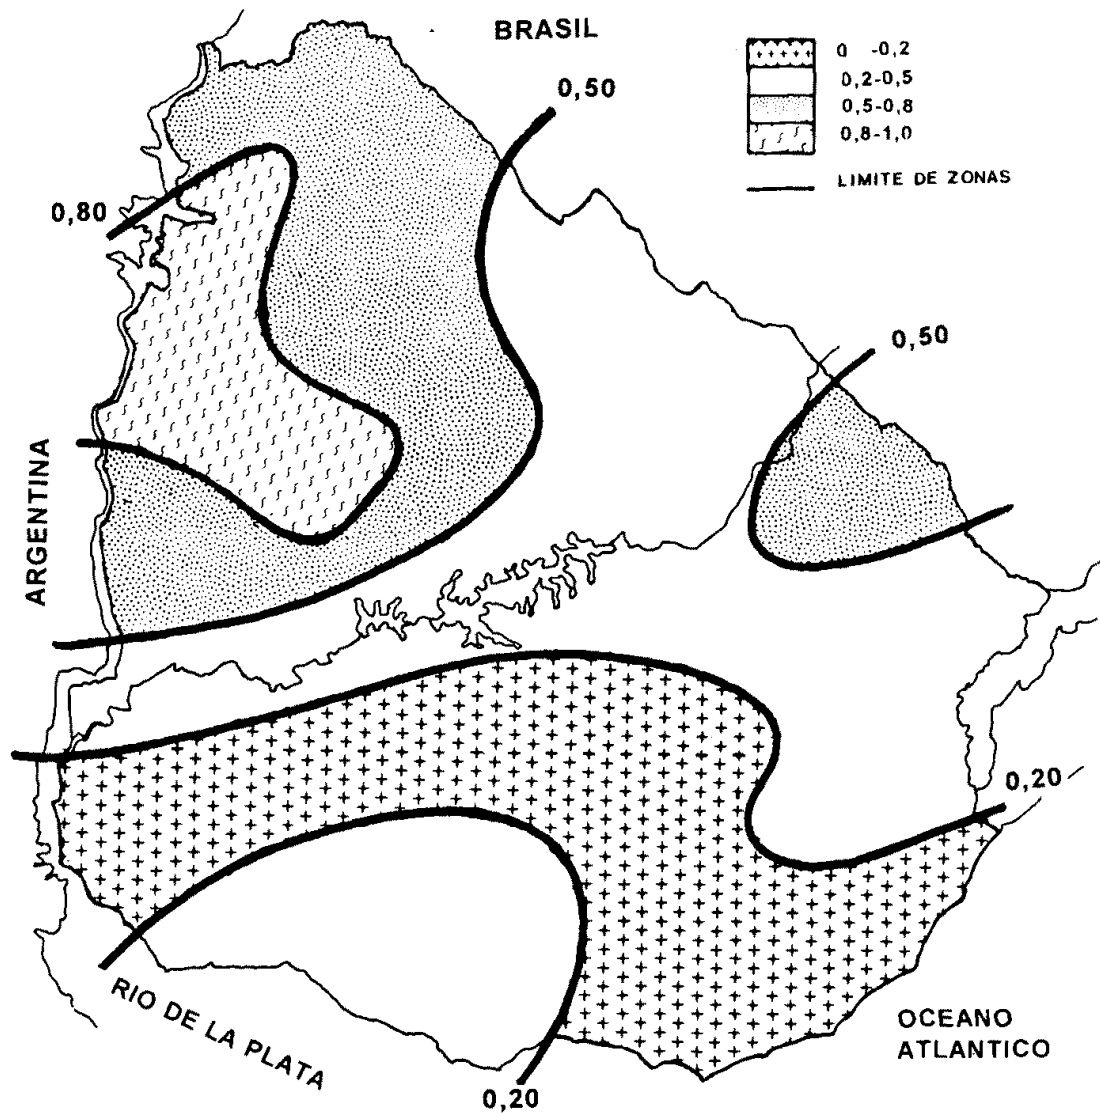 BRASIL
0 -0,2
0,2-0,5
0,5-0,8
0,8-1,0
LIMITE DE ZONAS
0,50
0,80
0,50
ARGENTINA
0,20
RIO DE LA PLATA
OCEANO
ATLANTICO
0,20